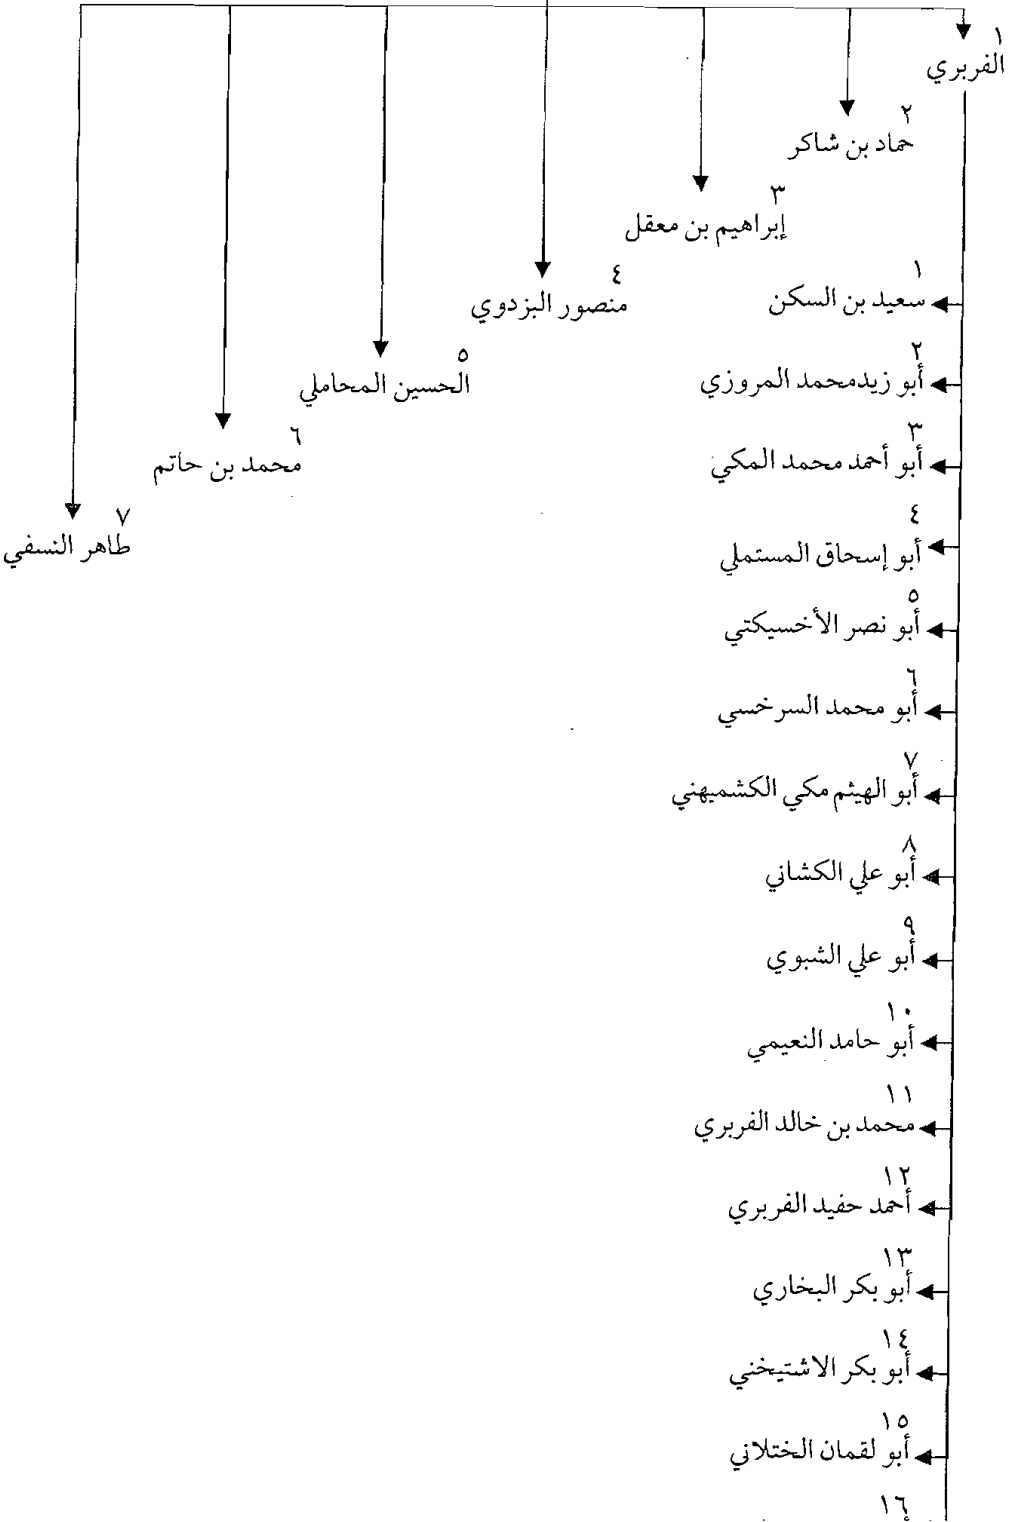 ١
الفربري
٢
حماد بن شاكر
٣
إبراهيم بن معقل
٤
منصور البزدوي
٥
الحسين المحاملي
٦
محمد بن حاتم
٧
طاهر النسفي
١
سعيد بن السكن
٢
أبو زيدمحمد المروزي
٣
أبو أحمد محمد المكي
٤
أبو إسحاق المستملي
٥
أبو نصر الأخسيكتي
٦
أبو محمد السرخسي
٧
أبو الهيثم مكي الكشميهني
٨
أبو علي الكشاني
٩
أبو علي الشبوي
١٠
أبو حامد النعيمي
١١
محمد بن خالد الفربري
١٢
أحمد حفيد الفربري
١٣
أبو بكر البخاري
١٤
أبو بكر الاشتيخني
١٥
أبو لقمان الختلاني
١٦